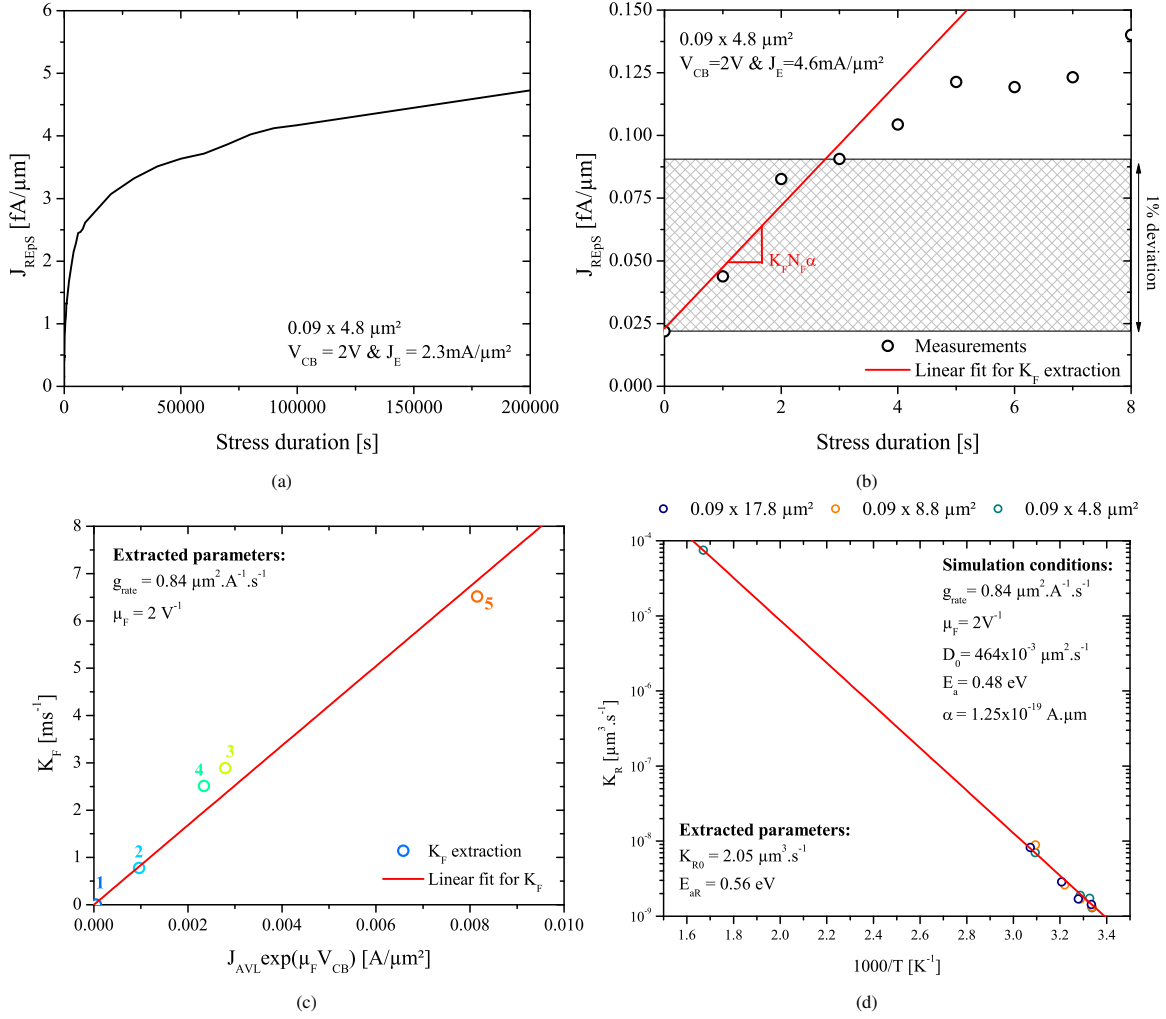 6
5
4
3
2
1
0
J_REpS [fA/µm]
0.09 x 4.8 µm²
V_CB = 2V & J_E = 2.3mA/µm²
0
50000
100000
150000
200000
Stress duration [s]
(a)
0.150
0.125
0.100
0.075
0.050
0.025
0.000
J_REpS [fA/µm]
0.09 x 4.8 µm²
V_CB=2V & J_E=4.6mA/µm²
K_F N_F α
1% deviation
Measurements
Linear fit for K_F extraction
0
2
4
6
8
Stress duration [s]
(b)
8
7
6
5
4
3
2
1
0
K_F [ms⁻¹]
Extracted parameters:
g_rate = 0.84 µm².A⁻¹.s⁻¹
µ_F = 2 V⁻¹
1
2
4
3
5
K_F extraction
Linear fit for K_F
0.000
0.002
0.004
0.006
0.008
0.010
J_AVL exp(µ_F V_CB) [A/µm²]
(c)
0.09 x 17.8 µm²
0.09 x 8.8 µm²
0.09 x 4.8 µm²
10⁻⁴
10⁻⁵
10⁻⁶
10⁻⁷
10⁻⁸
10⁻⁹
K_R [µm³.s⁻¹]
Simulation conditions:
g_rate = 0.84 µm².A⁻¹.s⁻¹
µ_F = 2V⁻¹
D_0 = 464x10⁻³ µm².s⁻¹
E_a = 0.48 eV
α = 1.25x10⁻¹⁹ A.µm
Extracted parameters:
K_R0 = 2.05 µm³.s⁻¹
E_aR = 0.56 eV
1.6
1.8
2.0
2.2
2.4
2.6
2.8
3.0
3.2
3.4
1000/T [K⁻¹]
(d)